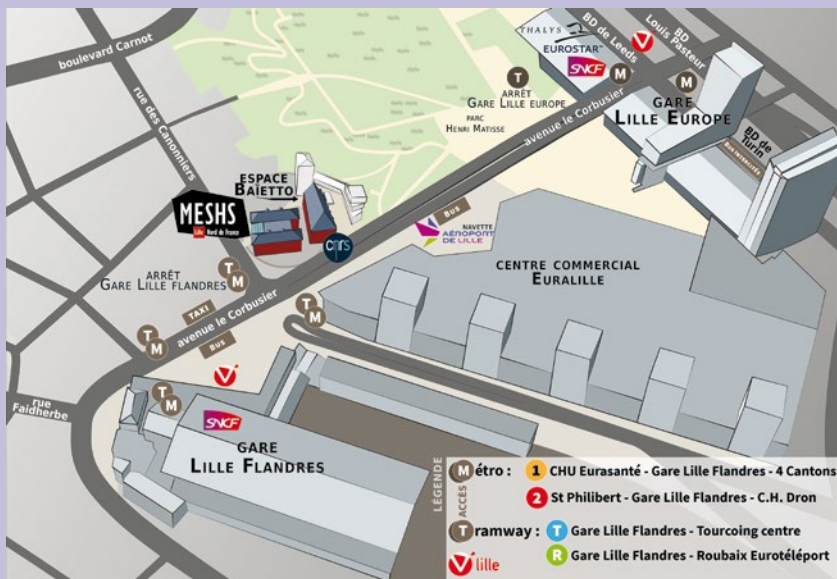 boulevard Carnot
rue des Canonniers
THALYS
EUROSTAR
SNCF
BD de Leeds
V
BD
Louis Pasteur
M
M
T
ARRÊT
GARE LILLE EUROPE
PARC
HENRI MATISSE
avenue le Corbusier
GARE
LILLE EUROPE
BD de
Turin
BUS INTERCITÉS
ESPACE
BAÏETTO
MESHS
Lille Nord de France
cnrs
BUS
NAVETTE
AÉROPORT
DE LILLE
CENTRE COMMERCIAL
EURALILLE
ARRÊT
GARE LILLE FLANDRES
T
M
TAXI
avenue le Corbusier
BUS
T
M
T
M
V
T
M
rue
Faidherbe
SNCF
GARE
LILLE FLANDRES
LÉGENDE
ACCÈS
Métro :
1 CHU Eurasanté - Gare Lille Flandres - 4 Cantons
2 St Philibert - Gare Lille Flandres - C.H. Dron
Tramway :
T Gare Lille Flandres - Tourcoing centre
R Gare Lille Flandres - Roubaix Eurotéléport
V lille